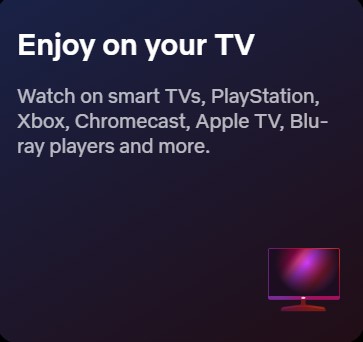 Enjoy on your TV
Watch on smart TVs, PlayStation,
Xbox, Chromecast, Apple TV, Blu-
ray players and more.